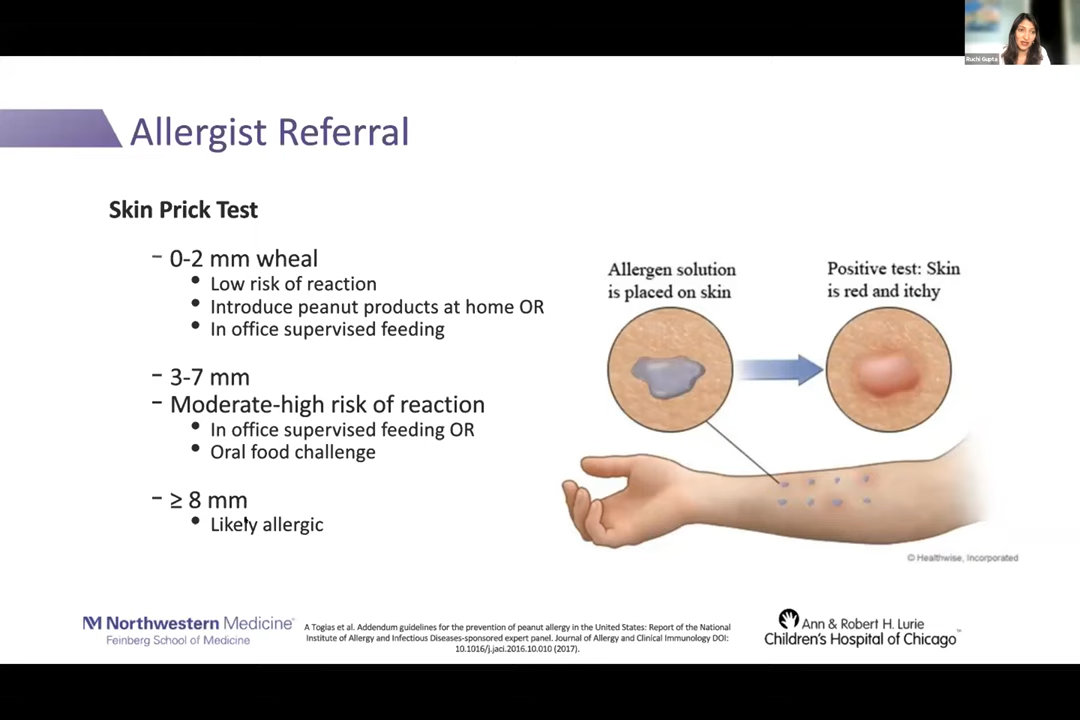 Ruchi Gupta
Allergist Referral
Skin Prick Test
- 0-2 mm wheal
• Low risk of reaction
• Introduce peanut products at home OR
• In office supervised feeding
- 3-7 mm
- Moderate-high risk of reaction
• In office supervised feeding OR
• Oral food challenge
- ≥ 8 mm
• Likely allergic
Allergen solution
is placed on skin
Positive test: Skin
is red and itchy
© Healthwise, Incorporated
M Northwestern Medicine®
Feinberg School of Medicine
A Togias et al. Addendum guidelines for the prevention of peanut allergy in the United States: Report of the National
Institute of Allergy and Infectious Diseases-sponsored expert panel. Journal of Allergy and Clinical Immunology DOI:
10.1016/j.jaci.2016.10.010 (2017).
Ann & Robert H. Lurie
Children's Hospital of Chicago™